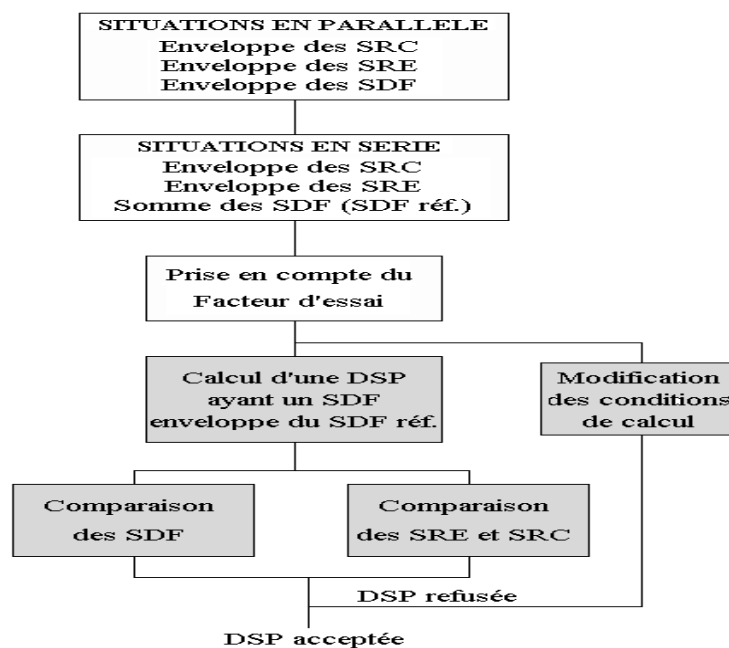 SITUATIONS EN PARALLELE
Enveloppe des SRC
Enveloppe des SRE
Enveloppe des SDF
SITUATIONS EN SERIE
Enveloppe des SRC
Enveloppe des SRE
Somme des SDF (SDF réf.)
Prise en compte du
Facteur d'essai
Calcul d'une DSP
ayant un SDF
enveloppe du SDF réf.
Modification
des conditions
de calcul
Comparaison
des SDF
Comparaison
des SRE et SRC
DSP refusée
DSP acceptée